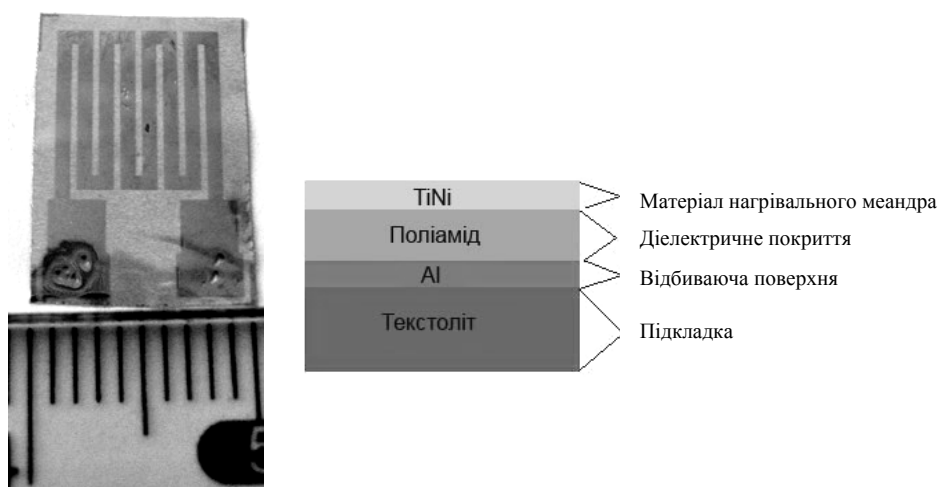 TiNi
Матеріал нагрівального меандра
Поліамід
Діелектричне покриття
Al
Відбиваюча поверхня
Текстоліт
Підкладка
5